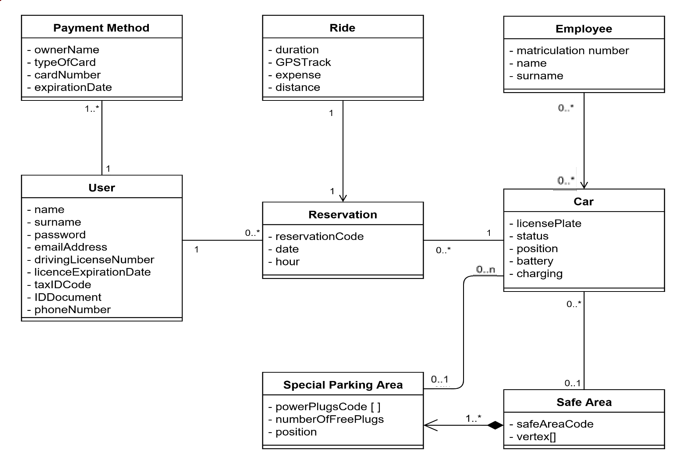 Payment Method
- ownerName
- typeOfCard
- cardNumber
- expirationDate
Ride
- duration
- GPSTrack
- expense
- distance
Employee
- matriculation number
- name
- surname
1..*
1
1
1
0..*
0..*
User
- name
- surname
- password
- emailAddress
- drivingLicenseNumber
- licenceExpirationDate
- taxIDCode
- IDDocument
- phoneNumber
1
0..*
Reservation
- reservationCode
- date
- hour
0..*
1
Car
- licensePlate
- status
- position
- battery
- charging
0..n
0..1
0..*
0..1
Special Parking Area
- powerPlugsCode [ ]
- numberOfFreePlugs
- position
1..*
Safe Area
- safeAreaCode
- vertex[]